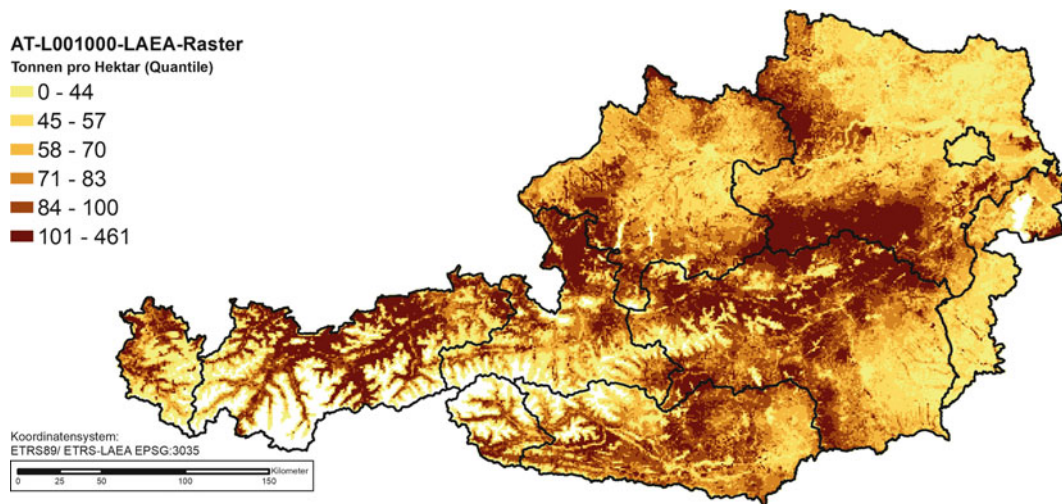 AT-L001000-LAEA-Raster
Tonnen pro Hektar (Quantile)
0 - 44
45 - 57
58 - 70
71 - 83
84 - 100
101 - 461
Koordinatensystem:
ETRS89/ ETRS-LAEA EPSG:3035
Kilometer
0 25 50 100 150